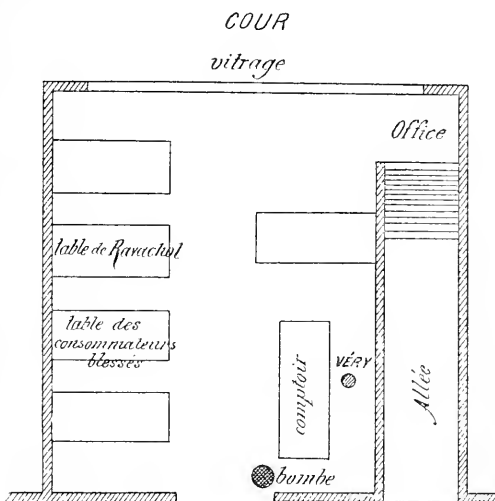 COUR
vitrage
Office
table de Ravachol
table des
consommateurs
blessés
comptoir
VÉRY
Allée
bombe